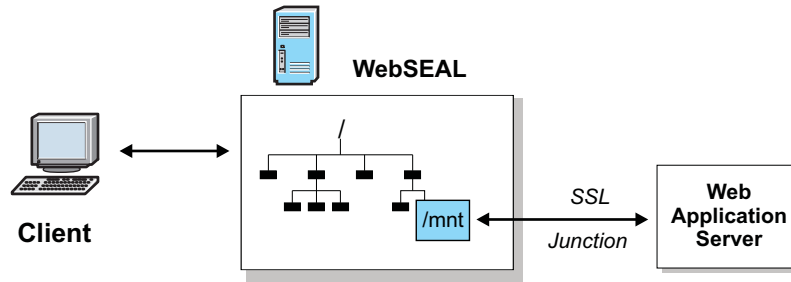 WebSEAL
/
Client
/mnt
SSL
Junction
Web
Application
Server